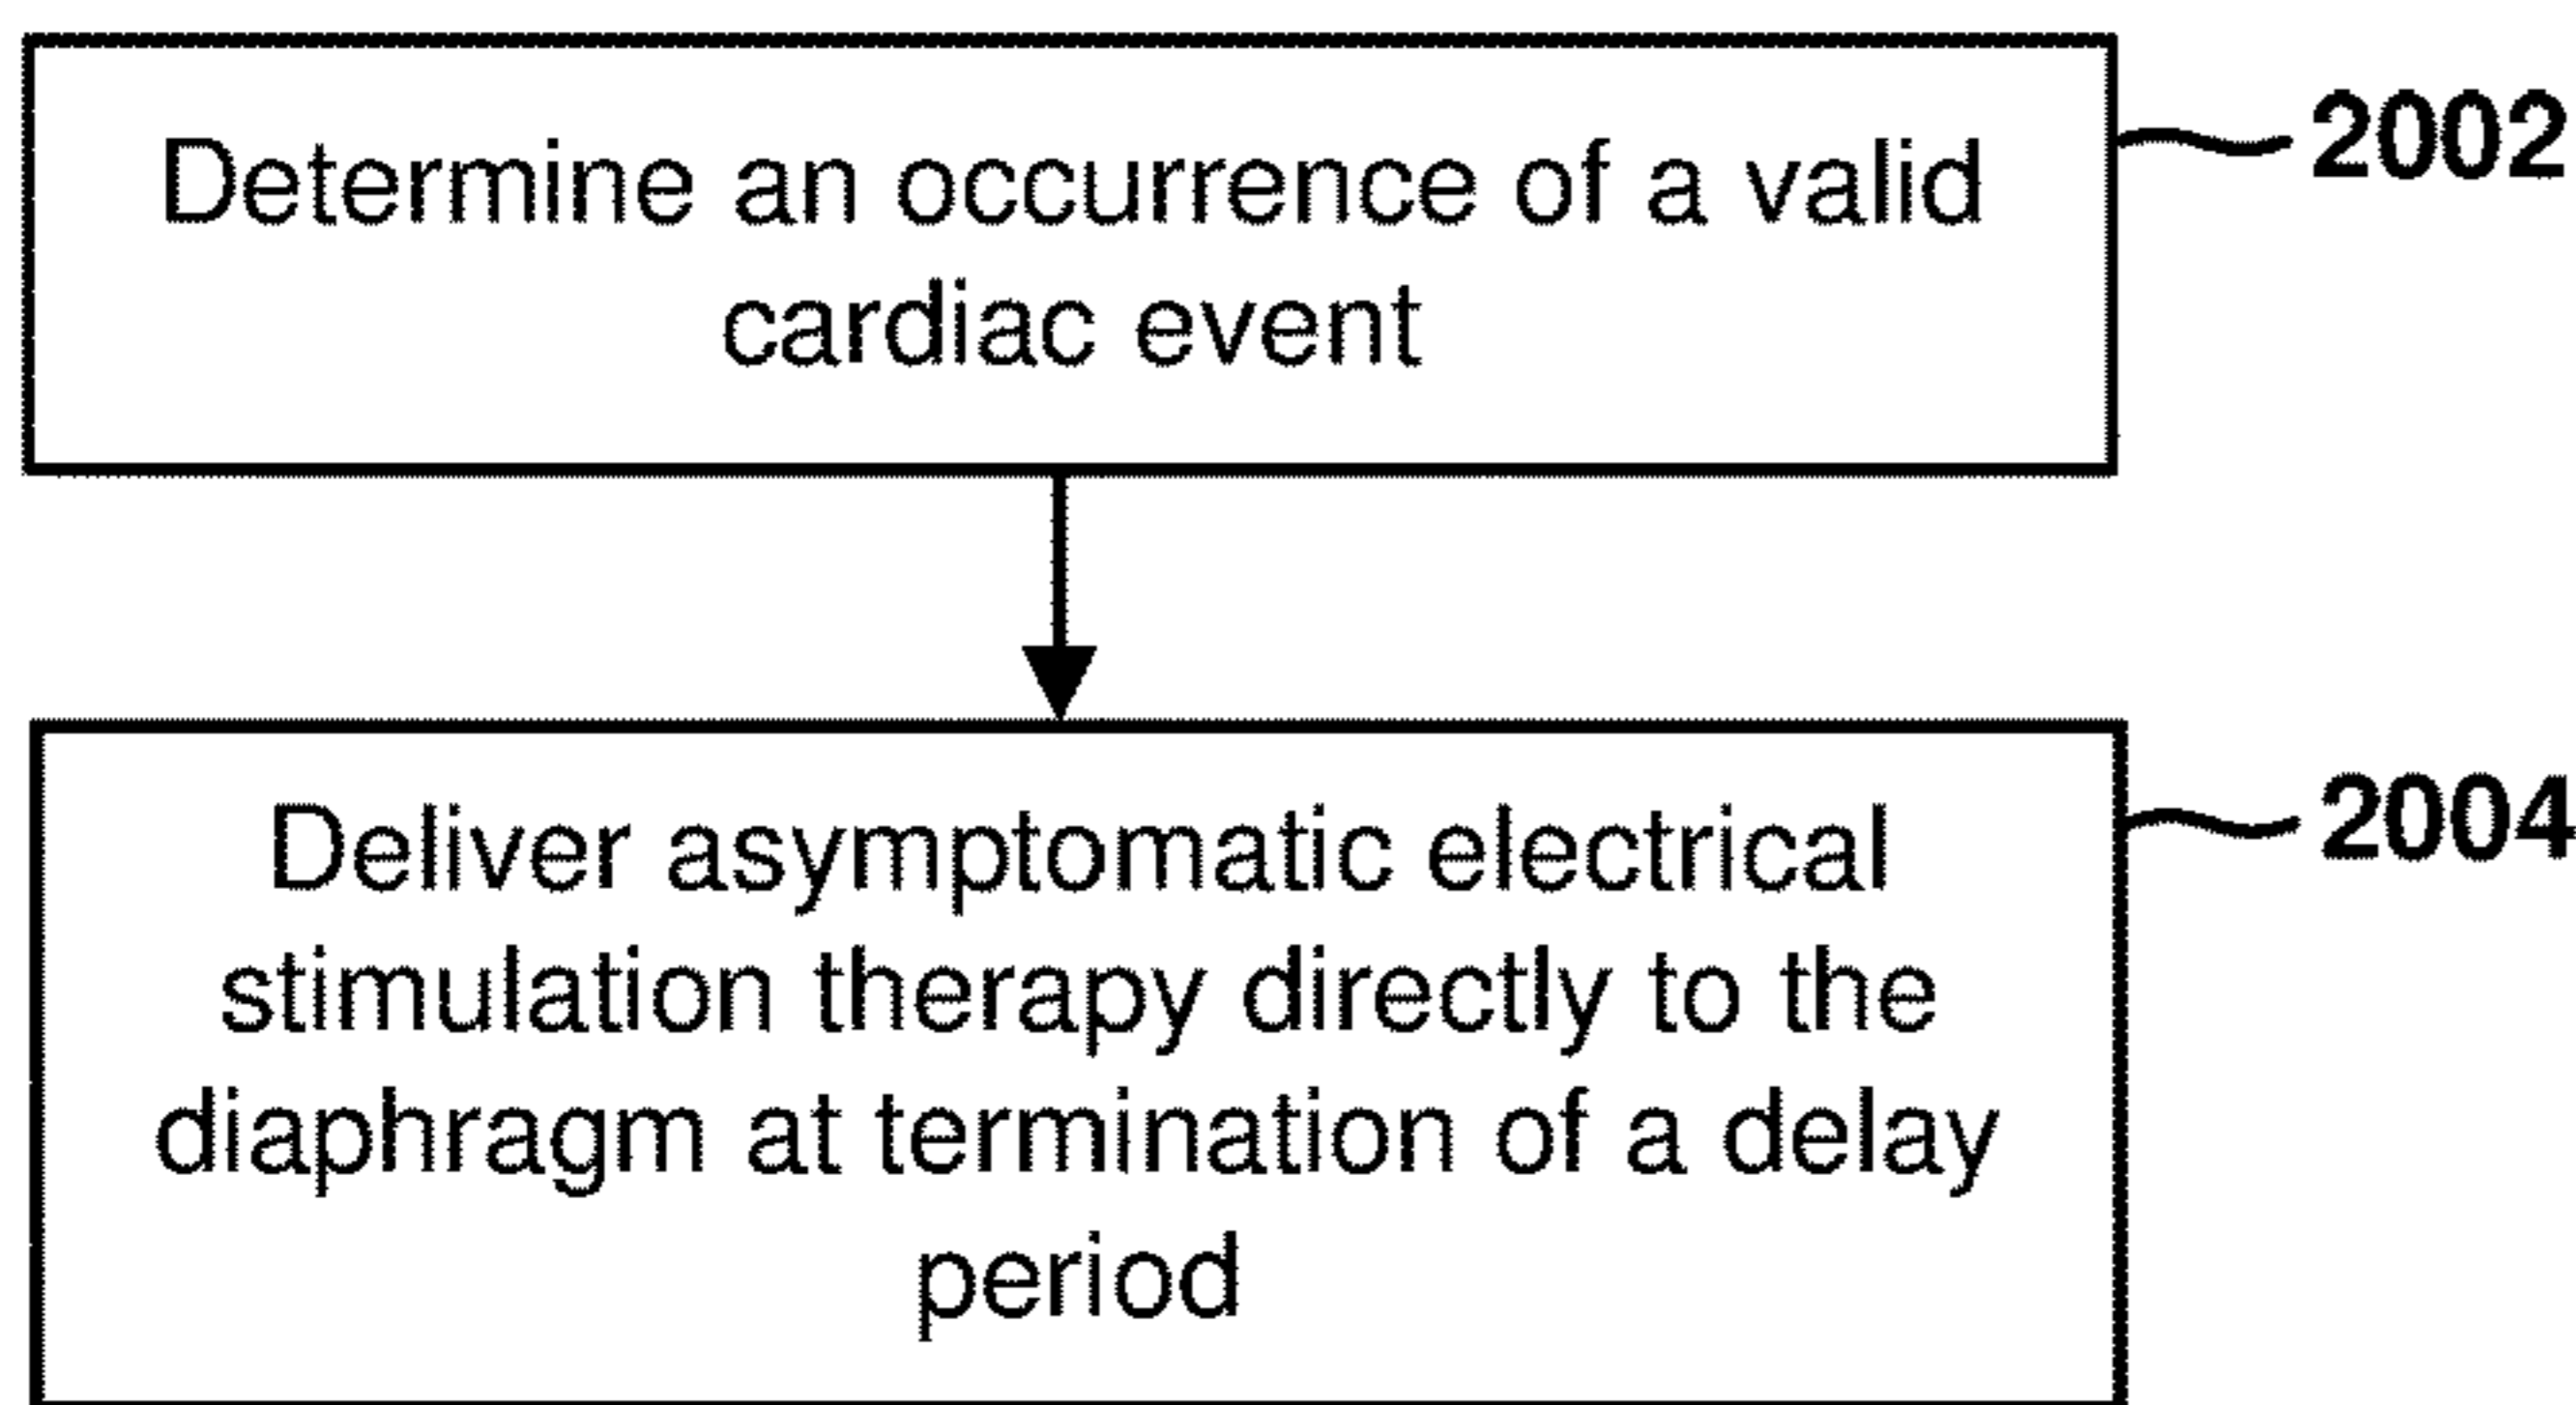 Determine an occurrence of a valid
cardiac event
2002
Deliver asymptomatic electrical
stimulation therapy directly to the
diaphragm at termination of a delay
period
2004